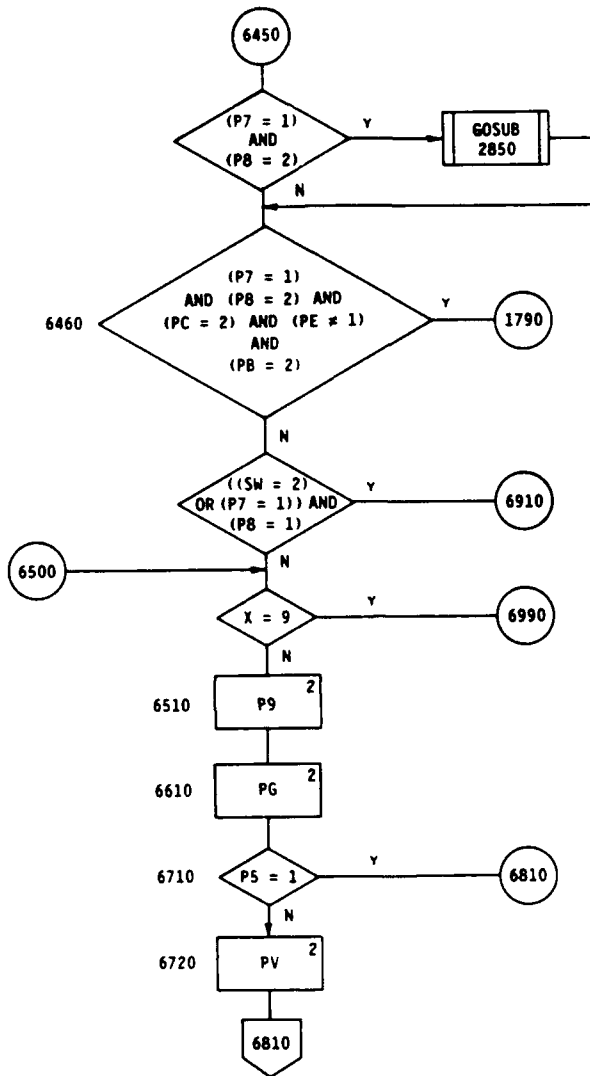 6450
(P7 = 1)
AND
(P8 = 2)
Y
GOSUB
2850
N
(P7 = 1)
AND (P8 = 2) AND
(PC = 2) AND (PE ≠ 1)
AND
(PB = 2)
6460
Y
1790
N
((SW = 2)
OR (P7 = 1)) AND
(P8 = 1)
Y
6910
N
6500
X = 9
Y
6990
N
6510
P9
2
6610
PG
2
6710
P5 = 1
Y
6810
N
6720
PV
2
6810